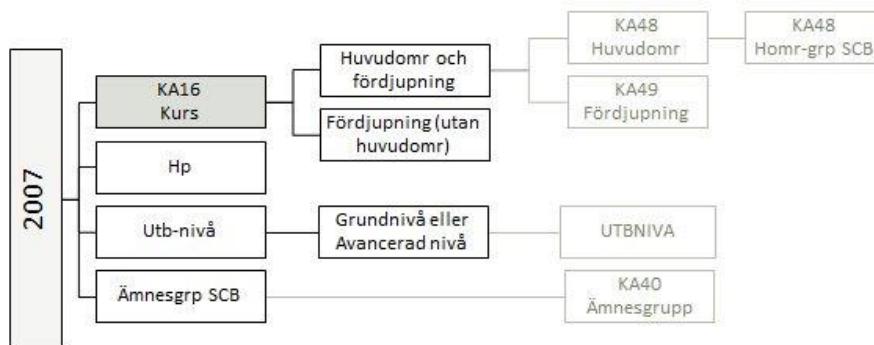 2007
KA16
Kurs
Hp
Utb-nivå
Ämnesgrp SCB
Huvudomr och
fördjupning
Fördjupning (utan
huvudomr)
Grundnivå eller
Avancerad nivå
KA48
Huvudomr
KA49
Fördjupning
UTBNIVA
KA40
Ämnesgrupp
KA48
Homr-grp SCB